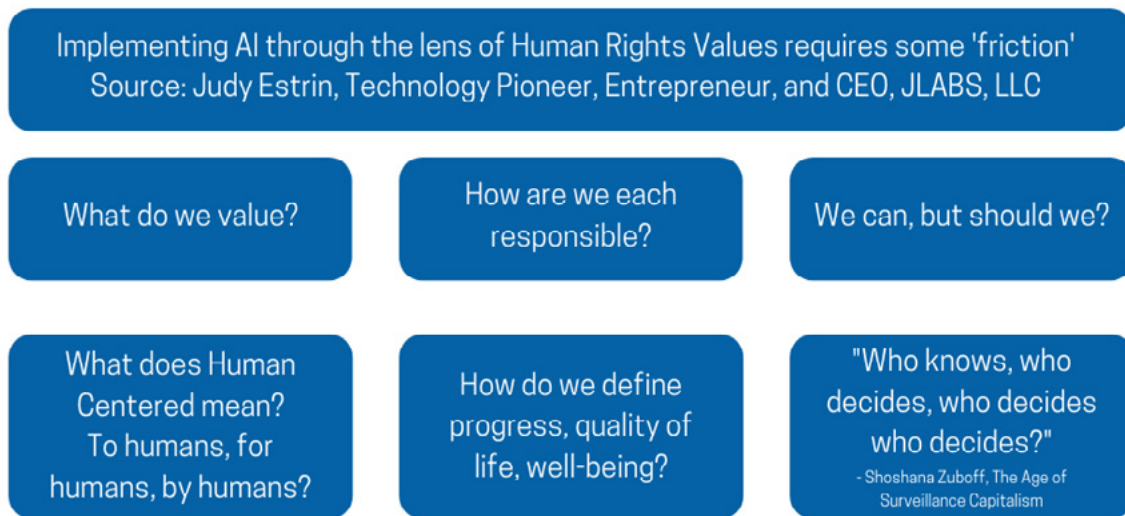 Implementing AI through the lens of Human Rights Values requires some 'friction'
Source: Judy Estrin, Technology Pioneer, Entrepreneur, and CEO, JLABS, LLC
What do we value?
How are we each
responsible?
We can, but should we?
What does Human
Centered mean?
To humans, for
humans, by humans?
How do we define
progress, quality of
life, well-being?
"Who knows, who
decides, who decides
who decides?"
- Shoshana Zuboff, The Age of
Surveillance Capitalism